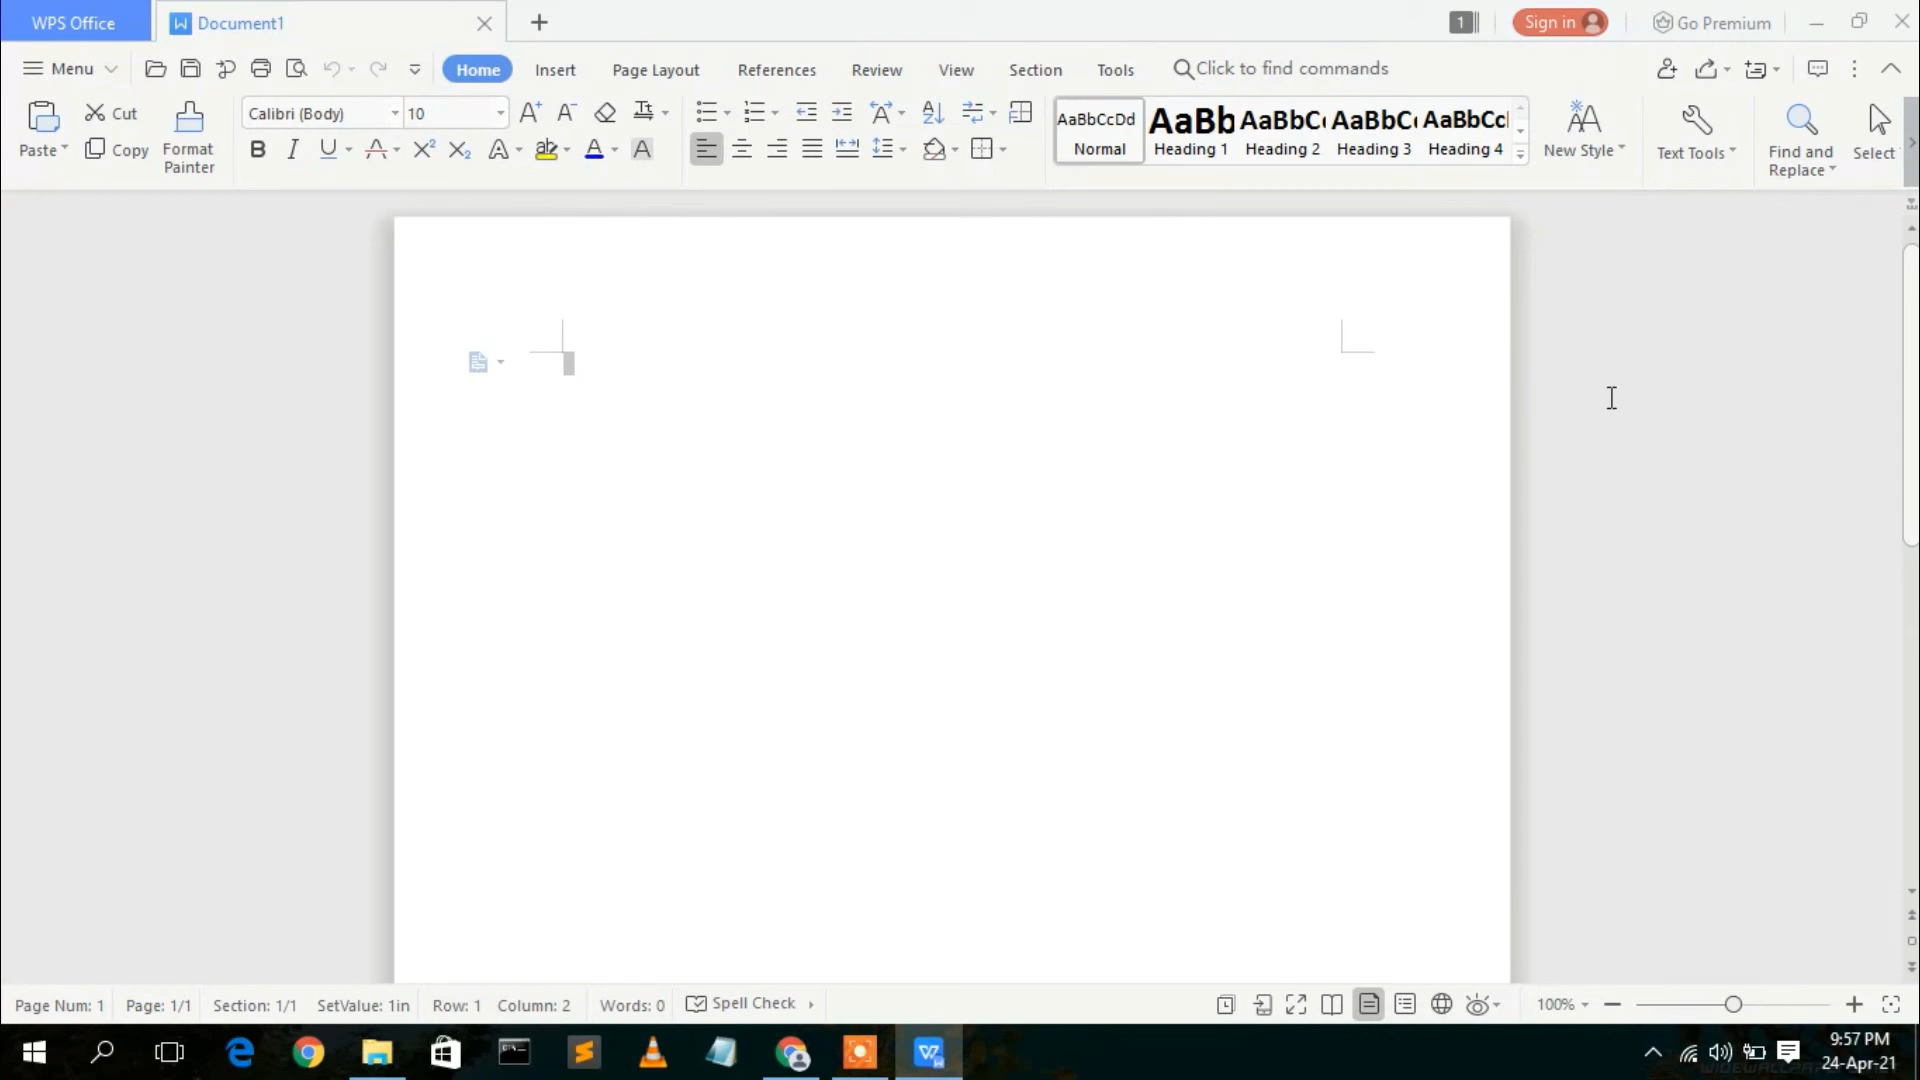 WPS Office
Document1
1
Sign in
Go Premium
Menu
Home
Insert
Page Layout
References
Review
View
Section
Tools
Click to find commands
Paste
Cut
Copy
Format
Painter
Calibri (Body)
10
AaBbCcDd
Normal
AaBb
Heading 1
AaBbC
Heading 2
AaBbC
Heading 3
AaBbCc
Heading 4
New Style
Text Tools
Find and
Replace
Select
Page Num: 1
Page: 1/1
Section: 1/1
SetValue: 1in
Row: 1
Column: 2
Words: 0
Spell Check
100%
9:57 PM
24-Apr-21